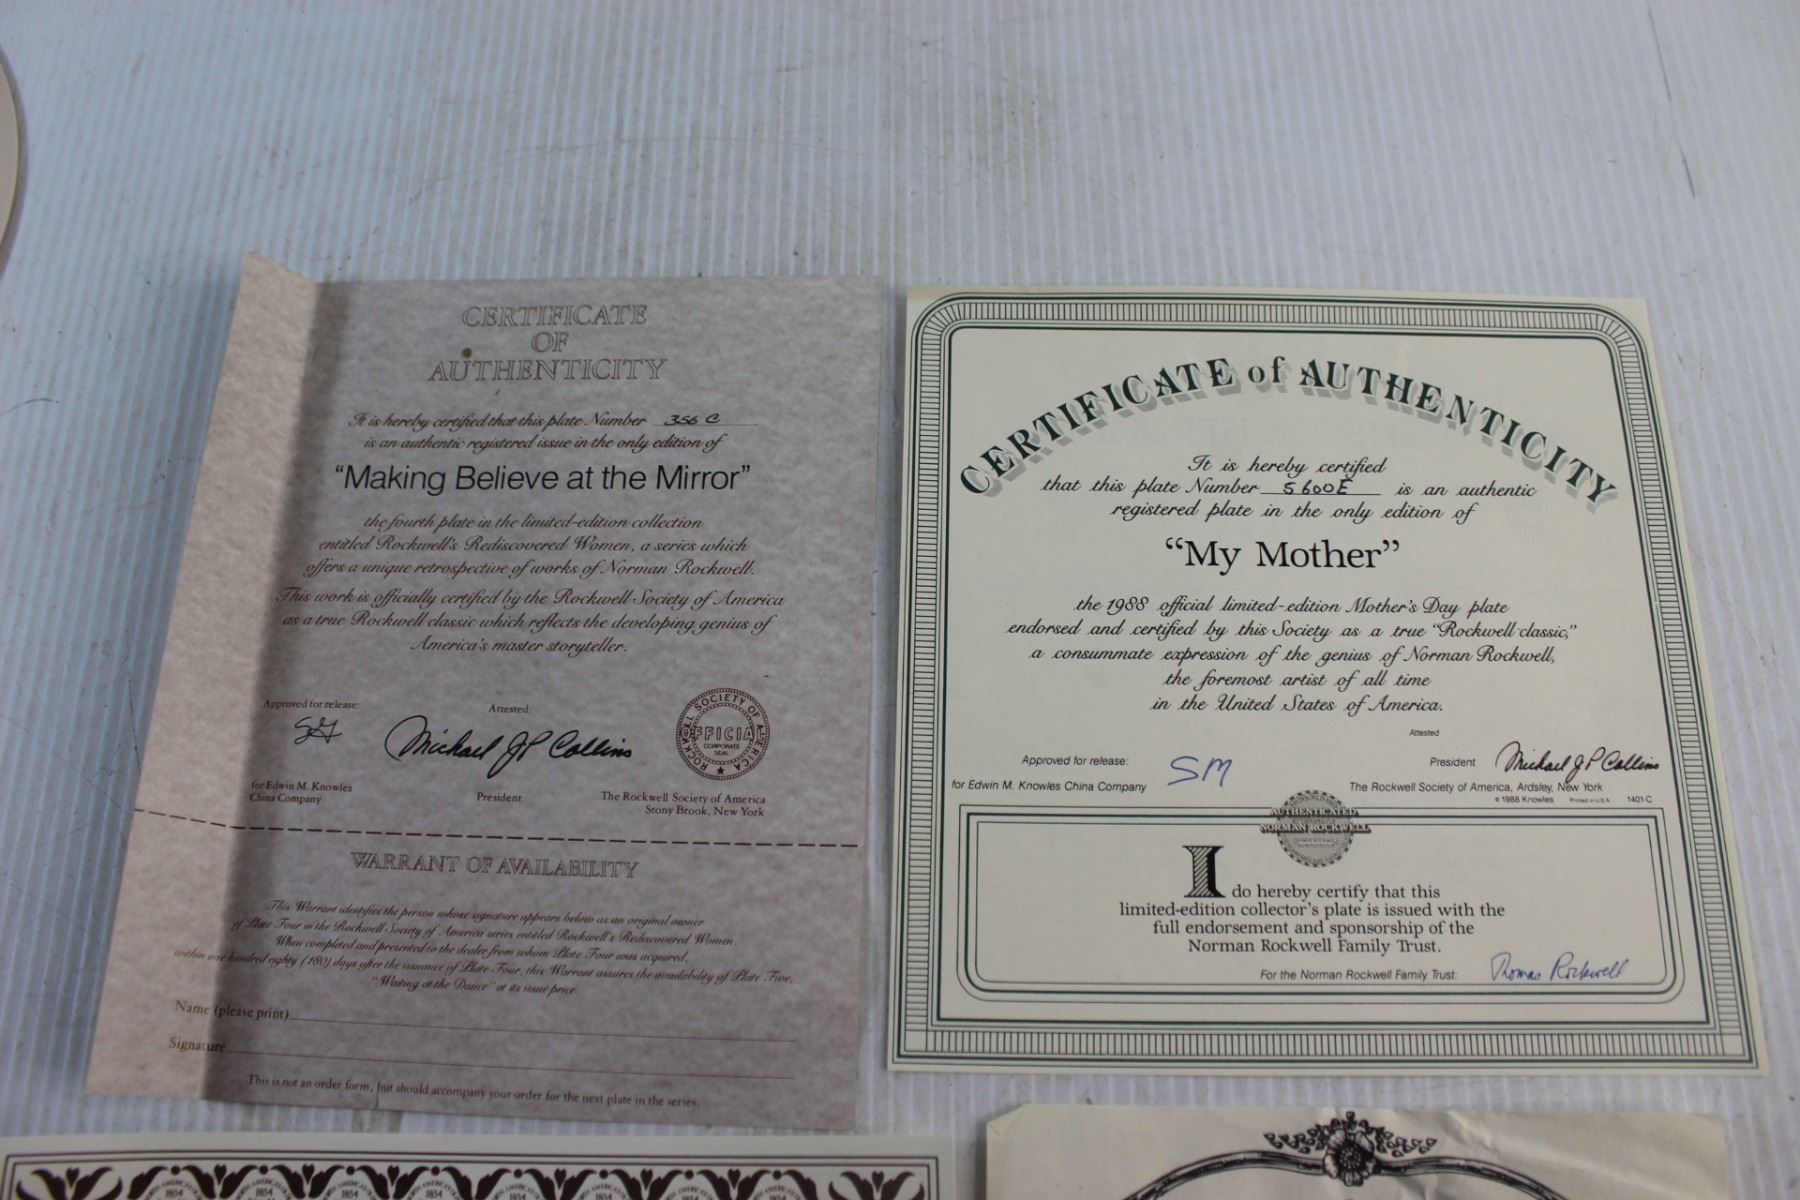 CERTIFICATE
OF
AUTHENTICITY
It is hereby certified that this plate Number 356 C
is an authentic registered issue in the only edition of
“Making Believe at the Mirror”
the fourth plate in the limited-edition collection
entitled Rockwell's Rediscovered Women, a series which
offers a unique retrospective of works of Norman Rockwell.
This work is officially certified by the Rockwell Society of America
as a true Rockwell classic which reflects the developing genius of
America's master storyteller.
Approved for release:
Attested:
Michael J P Collins
ROCKWELL SOCIETY OF AMERICA
OFFICIAL
CORPORATE
SEAL
for Edwin M. Knowles
China Company
President
The Rockwell Society of America
Stony Brook, New York
WARRANT OF AVAILABILITY
This Warrant identifies the person whose signature appears below as an original owner
of Plate Four in the Rockwell Society of America series entitled Rockwell's Rediscovered Women.
When completed and presented to the dealer from whom Plate Four was acquired,
within one hundred eighty (180) days after the issuance of Plate Four, this Warrant assures the availability of Plate Five,
“Waiting at the Dance” at its issue price.
Name (please print)
Signature
This is not an order form, but should accompany your order for the next plate in the series.
CERTIFICATE of AUTHENTICITY
It is hereby certified
that this plate Number 5600E is an authentic
registered plate in the only edition of
“My Mother”
the 1988 official limited-edition Mother's Day plate
endorsed and certified by this Society as a true “Rockwell classic,”
a consummate expression of the genius of Norman Rockwell,
the foremost artist of all time
in the United States of America.
Attested
Approved for release: SM
President Michael J P Collins
for Edwin M. Knowles China Company
The Rockwell Society of America, Ardsley, New York
© 1988 Knowles Printed in U.S.A. 1401-C
AUTHENTICATED
NORMAN ROCKWELL
I do hereby certify that this
limited-edition collector's plate is issued with the
full endorsement and sponsorship of the
Norman Rockwell Family Trust.
For the Norman Rockwell Family Trust: Thomas Rockwell
1854 1854 1854 1854 1854 1854